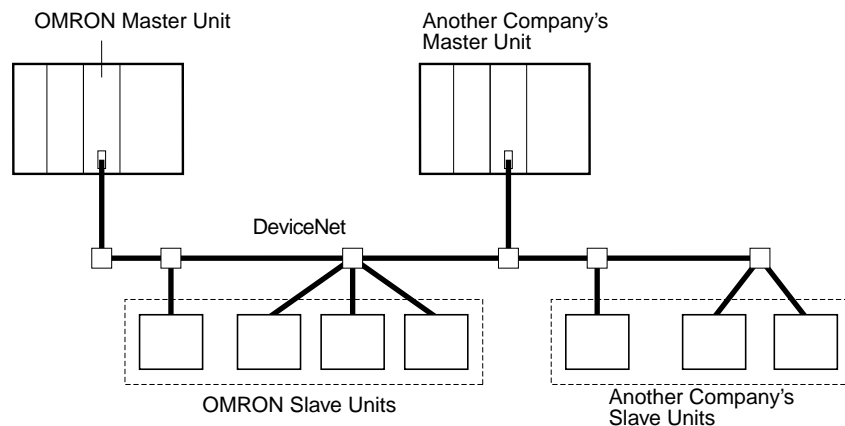 OMRON Master Unit
Another Company's
Master Unit
DeviceNet
OMRON Slave Units
Another Company's
Slave Units